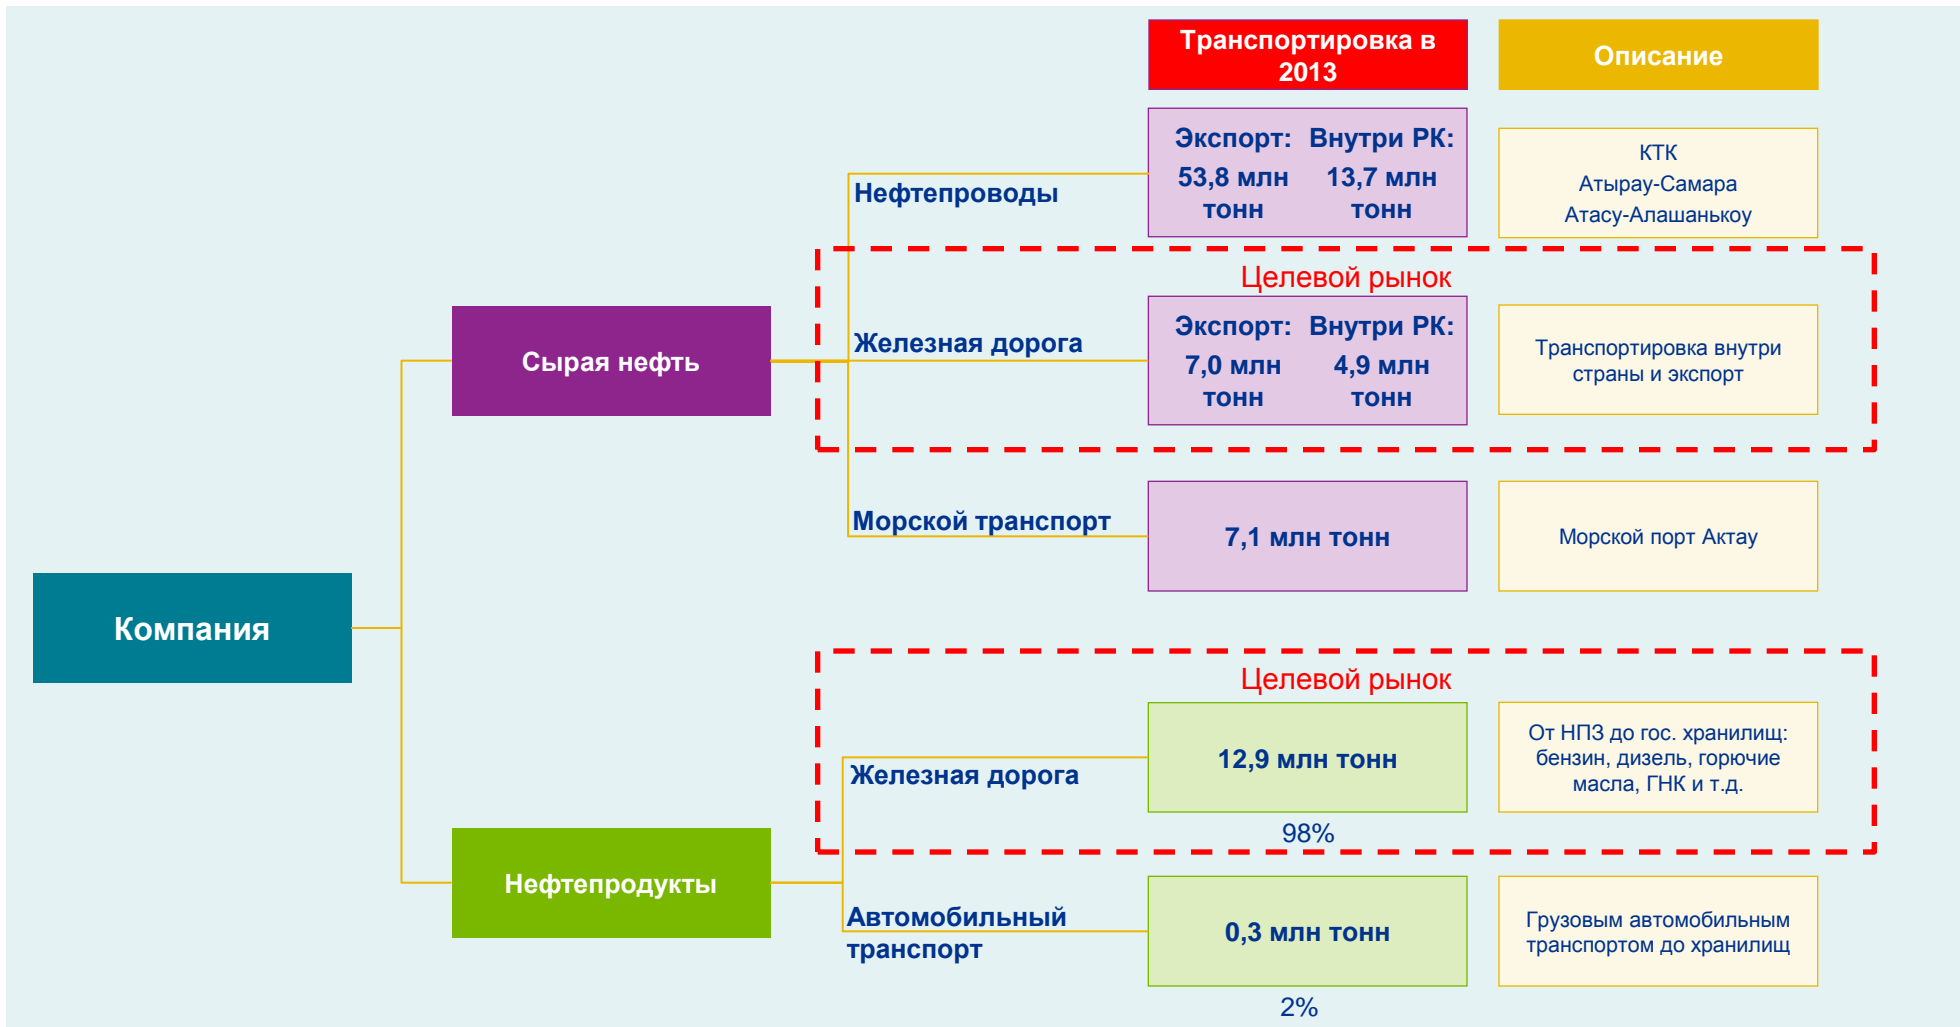 Транспортировка в
2013
Описание
Экспорт: Внутри РК:
53,8 млн 13,7 млн
тонн тонн
КТК
Атырау-Самара
Атасу-Алашанькоу
Нефтепроводы
Целевой рынок
Железная дорога
Экспорт: Внутри РК:
7,0 млн 4,9 млн
тонн тонн
Транспортировка внутри
страны и экспорт
Сырая нефть
Морской транспорт
7,1 млн тонн
Морской порт Актау
Компания
Целевой рынок
Железная дорога
12,9 млн тонн
98%
От НПЗ до гос. хранилищ:
бензин, дизель, горючие
масла, ГНК и т.д.
Нефтепродукты
Автомобильный
транспорт
0,3 млн тонн
2%
Грузовым автомобильным
транспортом до хранилищ